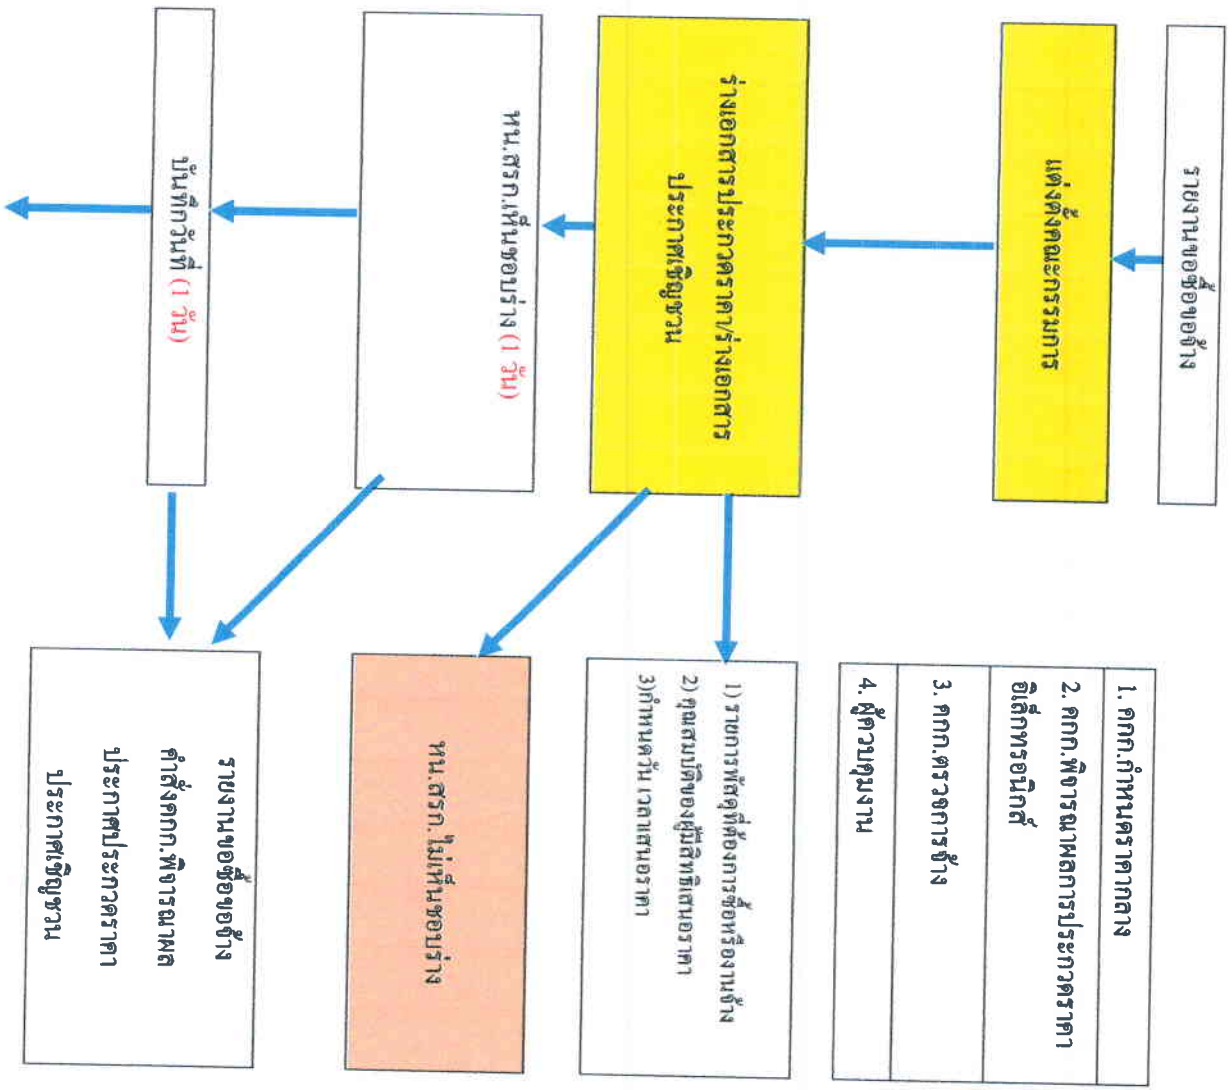 รายงานขอซื้อขอจ้าง
แต่งตั้งคณะกรรมการ
1. คกก.กำหนดราคากลาง
2. คกก.พิจารณาผลการประกวดราคา
อิเล็กทรอนิกส์
3. คกก.ตรวจการจ้าง
4. ผู้ควบคุมงาน
ร่างเอกสารประกวดราคา/ร่างเอกสาร
ประกาศเชิญชวน
1) รายการพัสดุที่ต้องการซื้อหรืองานจ้าง
2) คุณสมบัติของผู้มีสิทธิเสนอราคา
3)กำหนดวัน เวลาเสนอราคา
หน.สรก.เห็นชอบร่าง (1 วัน)
หน.สรก. ไม่เห็นชอบร่าง
บันทึกวันที่ (1 วัน)
รายงานขอซื้อขอจ้าง
คำสั่งคกก.พิจารณาผล
ประกาศประกวดราคา
ประกาศเชิญชวน